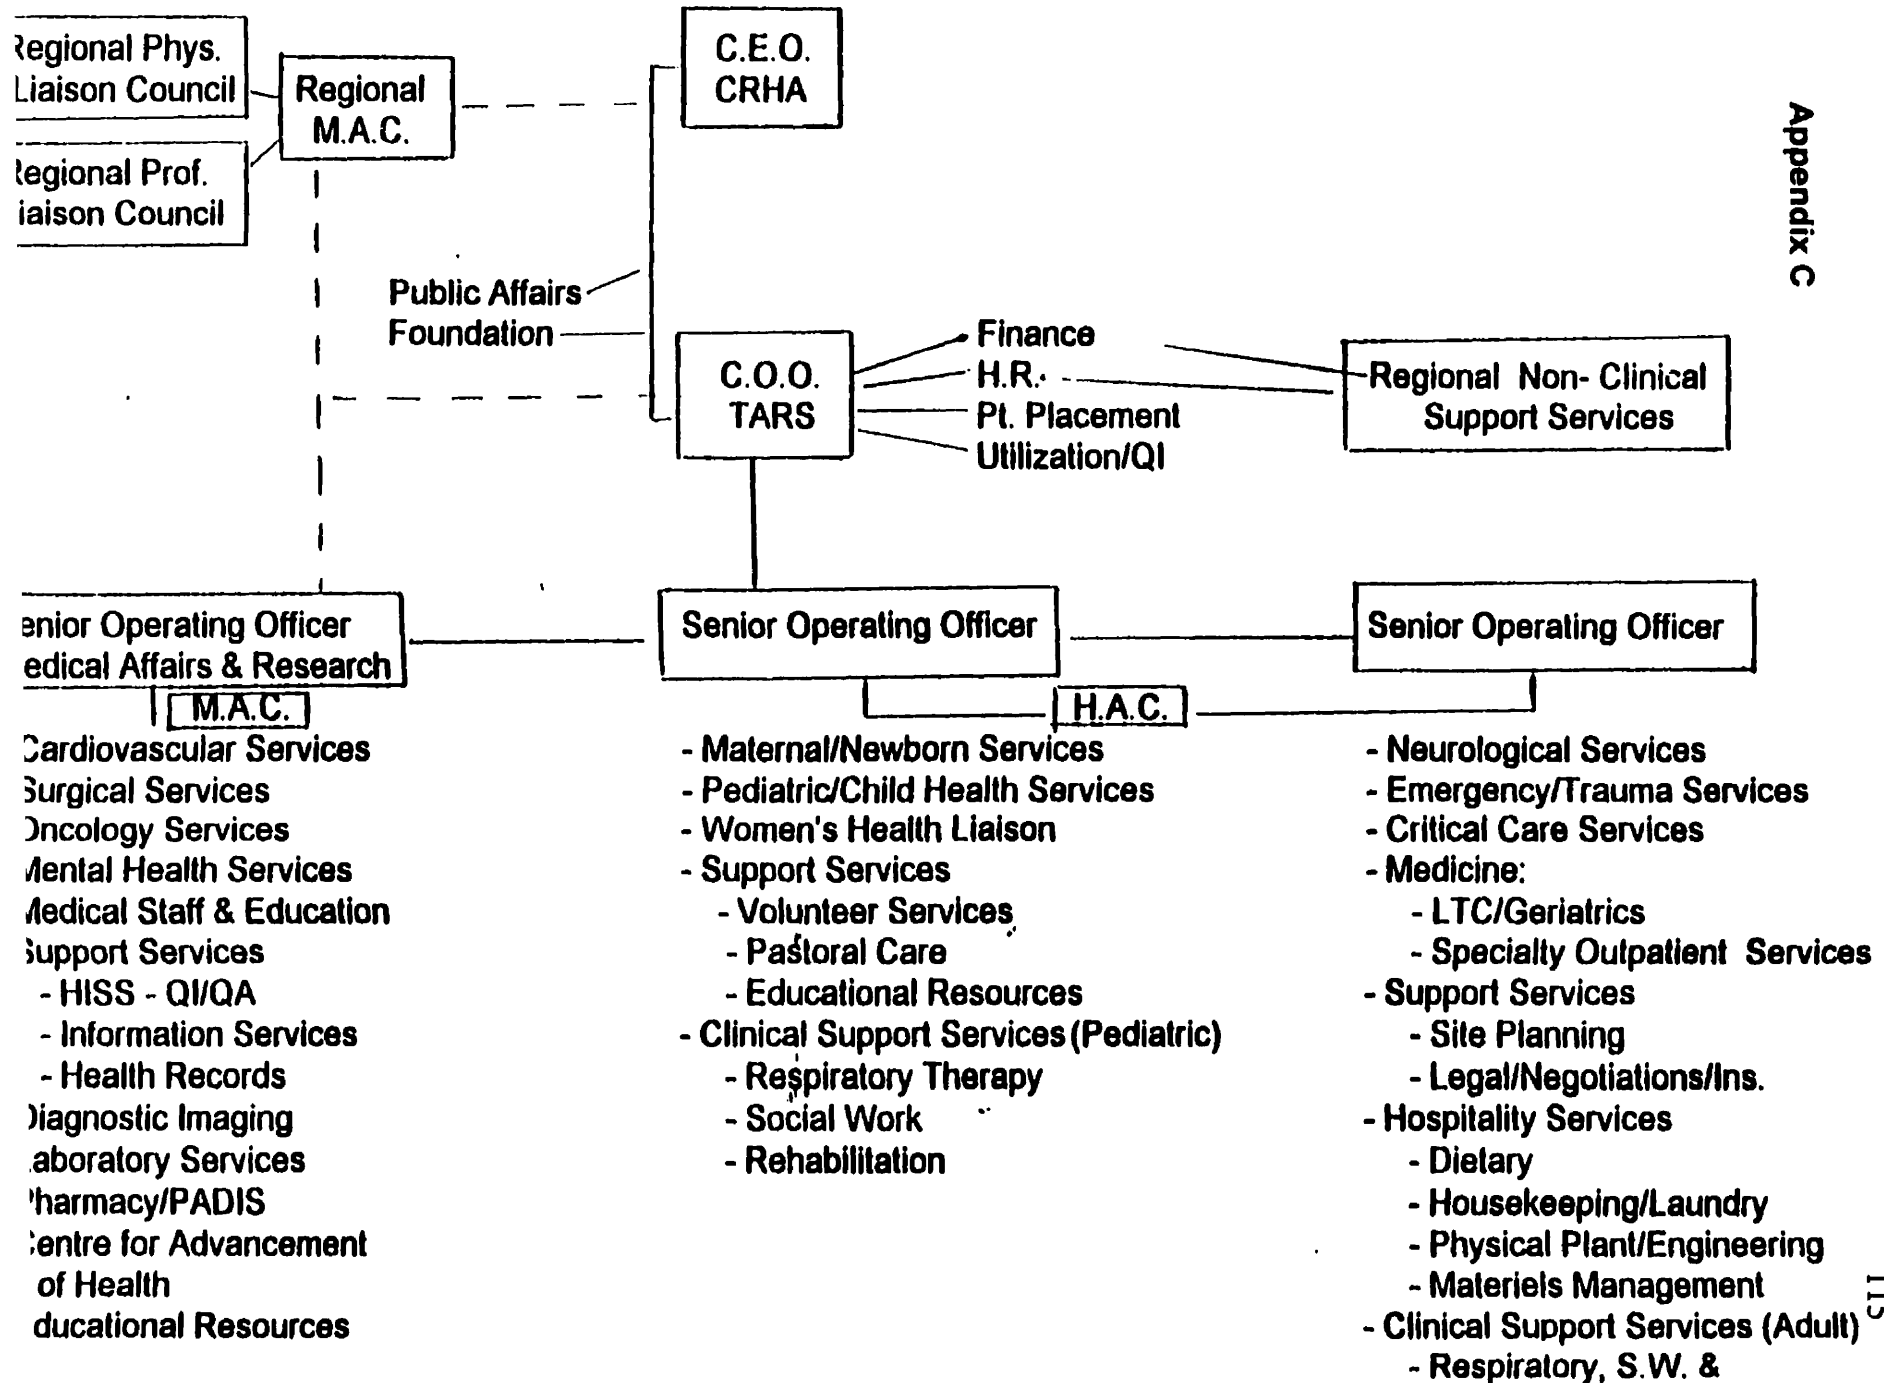 Regional Phys.
Liaison Council
Regional
M.A.C.
C.E.O.
CRHA
Appendix C
Regional Prof.
Liaison Council
Public Affairs
Foundation
C.O.O.
TARS
Finance
H.R.
Pt. Placement
Utilization/QI
Regional Non- Clinical
Support Services
enior Operating Officer
edical Affairs & Research
M.A.C.
Senior Operating Officer
Senior Operating Officer
H.A.C.
Cardiovascular Services
Surgical Services
Oncology Services
Mental Health Services
Medical Staff & Education
Support Services
- HISS - QI/QA
- Information Services
- Health Records
Diagnostic Imaging
aboratory Services
harmacy/PADIS
entre for Advancement
of Health
ducational Resources
- Maternal/Newborn Services
- Pediatric/Child Health Services
- Women's Health Liaison
- Support Services
- Volunteer Services
- Pastoral Care
- Educational Resources
- Clinical Support Services (Pediatric)
- Respiratory Therapy
- Social Work
- Rehabilitation
- Neurological Services
- Emergency/Trauma Services
- Critical Care Services
- Medicine:
- LTC/Geriatrics
- Specialty Outpatient Services
- Support Services
- Site Planning
- Legal/Negotiations/Ins.
- Hospitality Services
- Dietary
- Housekeeping/Laundry
- Physical Plant/Engineering
- Materiels Management
- Clinical Support Services (Adult)
- Respiratory, S.W. &